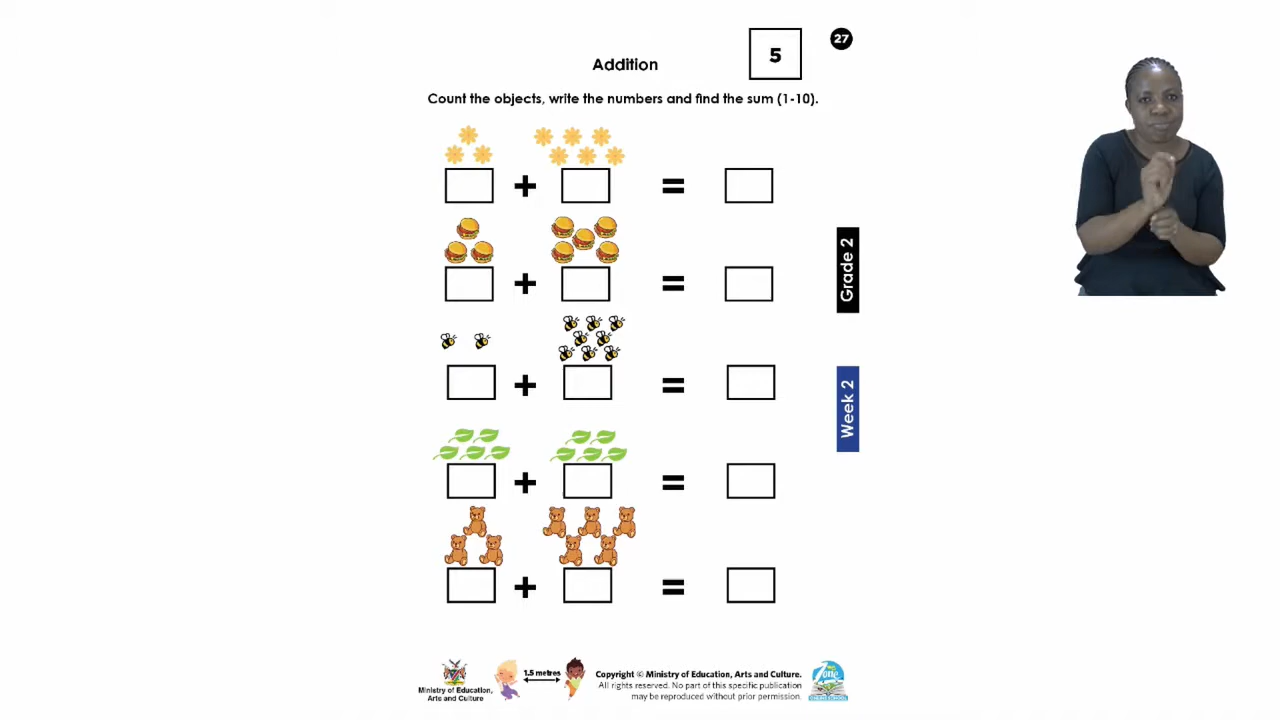 27
5
Addition
Count the objects, write the numbers and find the sum (1-10).
+ =
+ =
+ =
+ =
+ =
Grade 2
Week 2
Ministry of Education,
Arts and Culture
1.5 metres
Copyright © Ministry of Education, Arts and Culture.
All rights reserved. No part of this specific publication
may be reproduced without prior permission.